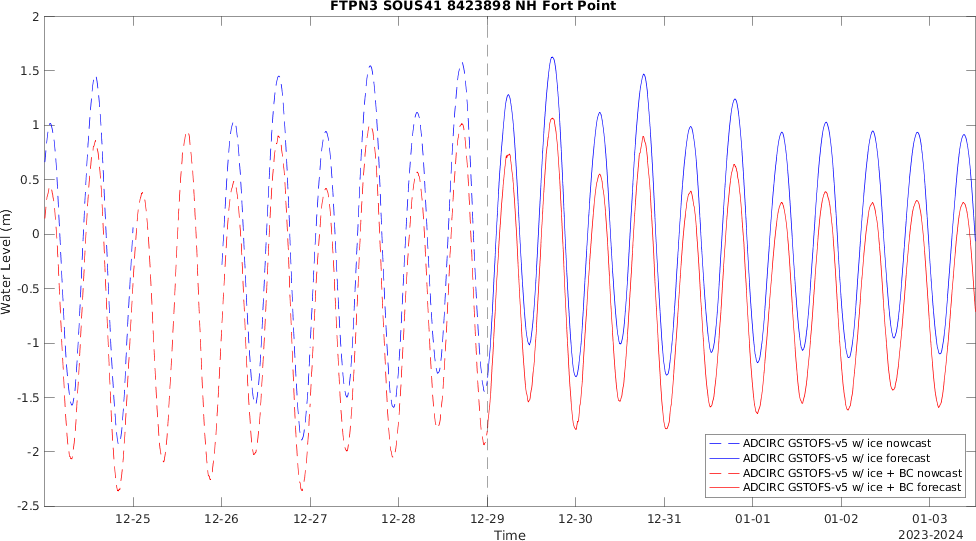 FTPN3 SOUS41 8423898 NH Fort Point
2
1.5
1
0.5
0
-0.5
-1
-1.5
-2
-2.5
Water Level (m)
ADCIRC GSTOFS-v5 w/ ice nowcast
ADCIRC GSTOFS-v5 w/ ice forecast
ADCIRC GSTOFS-v5 w/ ice + BC nowcast
ADCIRC GSTOFS-v5 w/ ice + BC forecast
12-25 12-26 12-27 12-28 12-29 12-30 12-31 01-01 01-02 01-03
Time 2023-2024